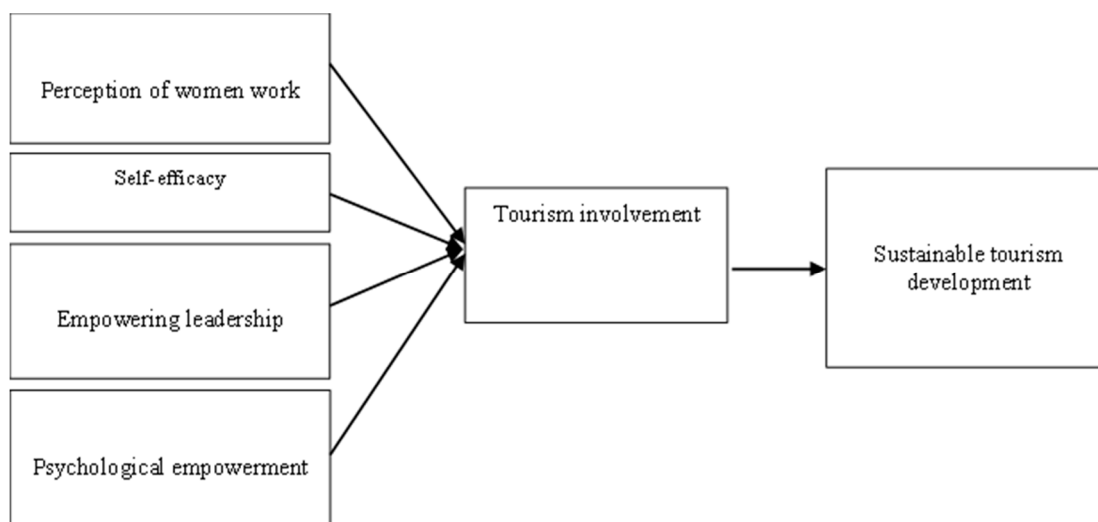 Perception of women work
Self-efficacy
Empowering leadership
Psychological empowerment
Tourism involvement
Sustainable tourism
development